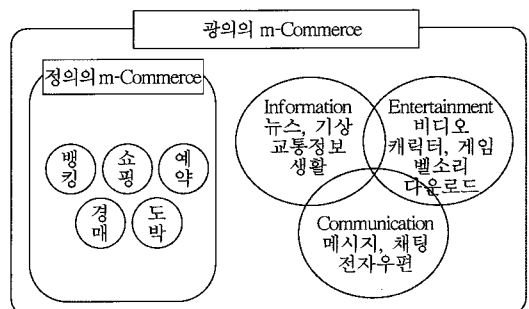 광의의 m-Commerce
정의의 m-Commerce
뱅킹
쇼핑
예약
경매
도박
Information
뉴스, 기상
교통정보
생활
Entertainment
비디오
캐릭터, 게임
벨소리
다운로드
Communication
메시지, 채팅
전자우편